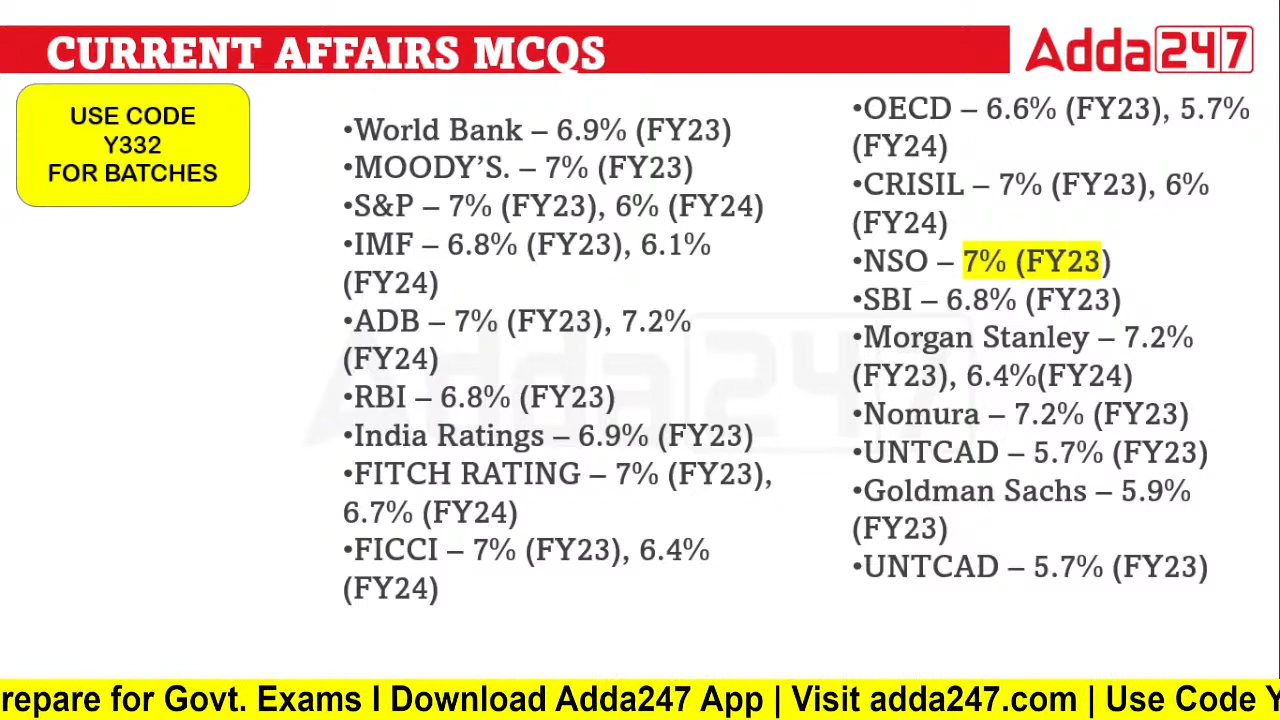 CURRENT AFFAIRS MCQS
Adda247
USE CODE
Y332
FOR BATCHES
•World Bank – 6.9% (FY23)
•MOODY’S. – 7% (FY23)
•S&P – 7% (FY23), 6% (FY24)
•IMF – 6.8% (FY23), 6.1%
(FY24)
•ADB – 7% (FY23), 7.2%
(FY24)
•RBI – 6.8% (FY23)
•India Ratings – 6.9% (FY23)
•FITCH RATING – 7% (FY23),
6.7% (FY24)
•FICCI – 7% (FY23), 6.4%
(FY24)
•OECD – 6.6% (FY23), 5.7%
(FY24)
•CRISIL – 7% (FY23), 6%
(FY24)
•NSO – 7% (FY23)
•SBI – 6.8% (FY23)
•Morgan Stanley – 7.2%
(FY23), 6.4%(FY24)
•Nomura – 7.2% (FY23)
•UNTCAD – 5.7% (FY23)
•Goldman Sachs – 5.9%
(FY23)
•UNTCAD – 5.7% (FY23)
Adda247
repare for Govt. Exams I Download Adda247 App | Visit adda247.com | Use Code Y